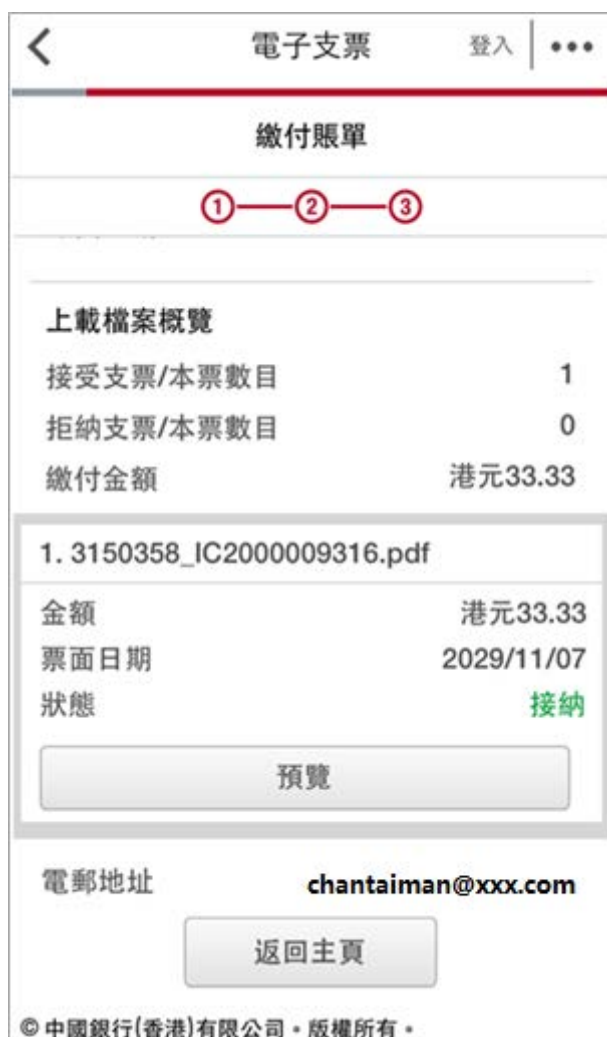 電子支票 登入
繳付賬單
1 2 3
上載檔案概覽
接受支票/本票數目 1
拒納支票/本票數目 0
繳付金額 港元33.33
1. 3150358_IC2000009316.pdf
金額 港元33.33
票面日期 2029/11/07
狀態 接納
預覽
電郵地址 chantaiman@xxx.com
返回主頁
© 中國銀行(香港)有限公司。版權所有。